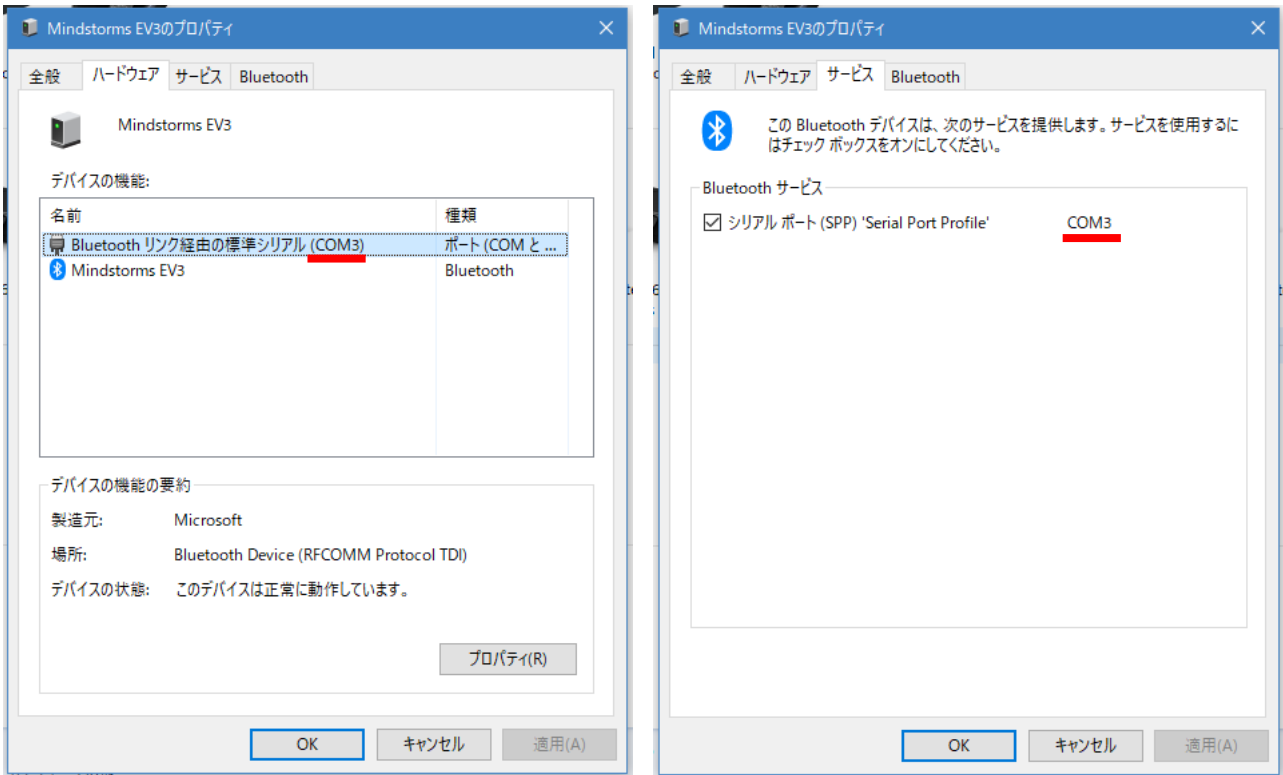 Mindstorms EV3のプロパティ
全般 ハードウェア サービス Bluetooth
Mindstorms EV3
デバイスの機能:
名前 種類
Bluetooth リンク経由の標準シリアル (COM3) ポート (COM と ...
Mindstorms EV3 Bluetooth
デバイスの機能の要約
製造元: Microsoft
場所: Bluetooth Device (RFCOMM Protocol TDI)
デバイスの状態: このデバイスは正常に動作しています。
プロパティ(R)
OK キャンセル 適用(A)
Mindstorms EV3のプロパティ
全般 ハードウェア サービス Bluetooth
この Bluetooth デバイスは、次のサービスを提供します。サービスを使用するに
はチェック ボックスをオンにしてください。
Bluetooth サービス
シリアル ポート (SPP) 'Serial Port Profile' COM3
OK キャンセル 適用(A)